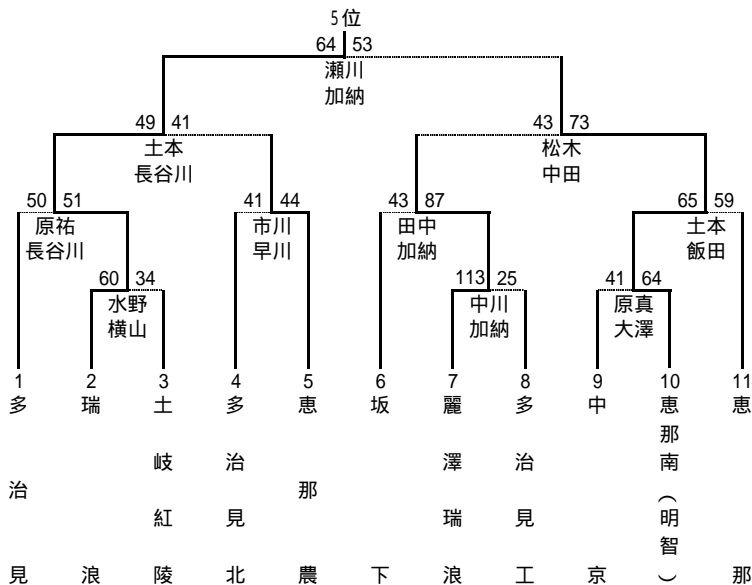 5位
64 53
瀬川
加納
49 41
土本
長谷川
43 73
松木
中田
50 51
原祐
長谷川
41 44
市川
早川
43 87
田中
加納
65 59
土本
飯田
60 34
水野
横山
113 25
中川
加納
41 64
原真
大澤
1 2 3 4 5 6 7 8 9 10 11
多治見
瑞浪
土岐紅陵
多治見北
恵那農
坂下
麗澤瑞浪
多治見工
中京
恵那南(明智)
恵那